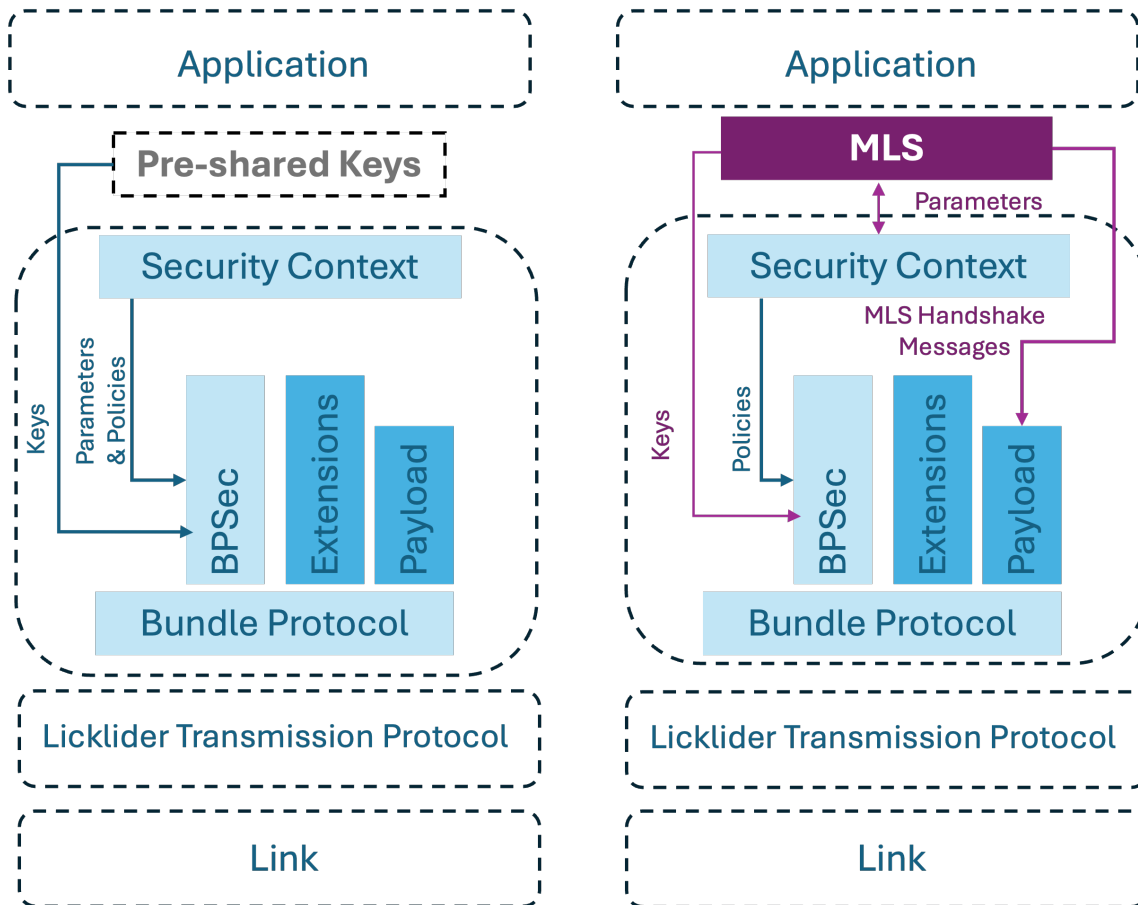 Application
Pre-shared Keys
Security Context
Keys
Parameters
& Policies
BPSec
Extensions
Payload
Bundle Protocol
Licklider Transmission Protocol
Link
Application
MLS
Parameters
Security Context
MLS Handshake
Messages
Keys
Policies
BPSec
Extensions
Payload
Bundle Protocol
Licklider Transmission Protocol
Link